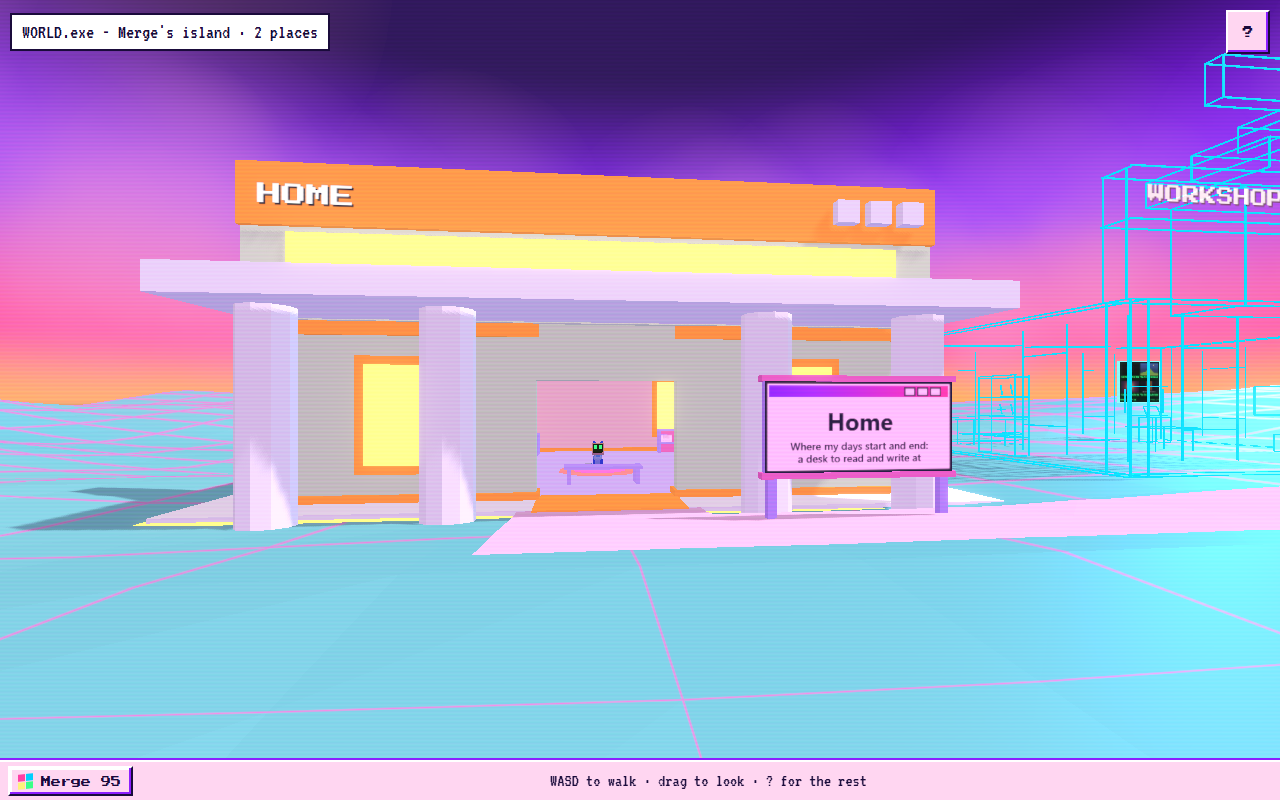 WORLD.exe - Merge's island · 2 places
?
HOME
WORKSHOP
Home
Where my days start and end:
a desk to read and write at
Merge 95
WASD to walk · drag to look · ? for the rest